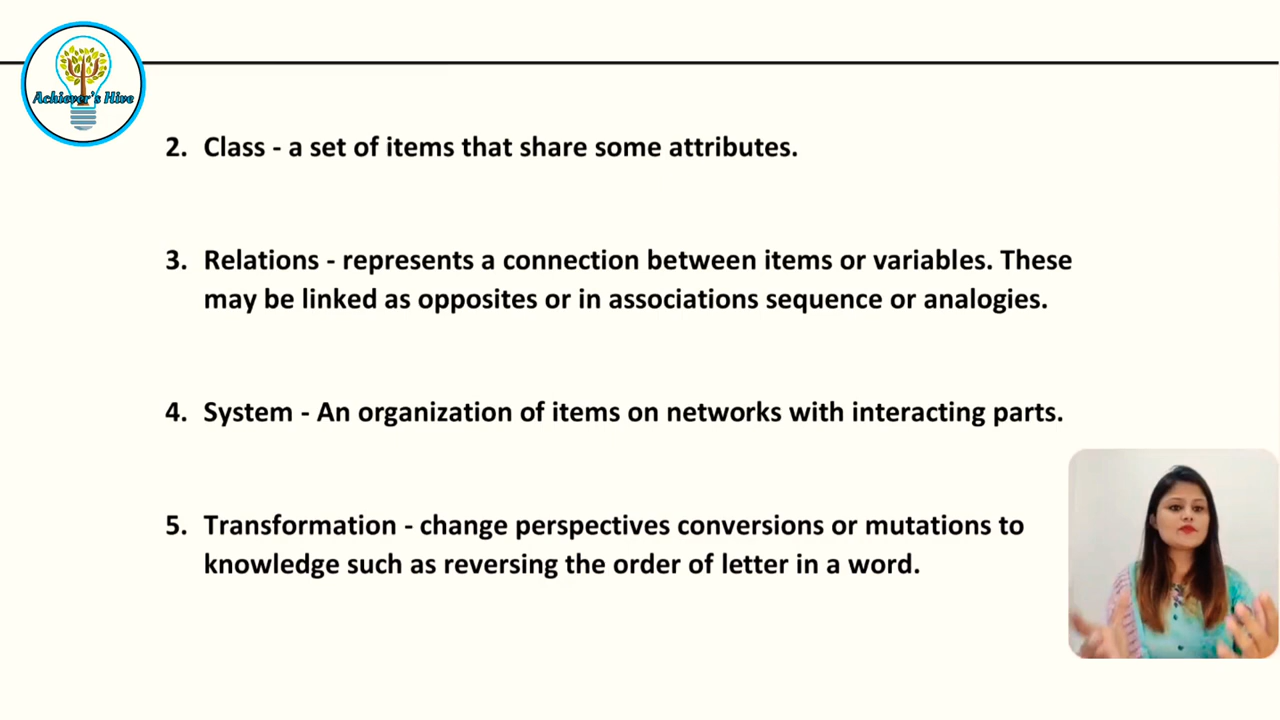 Achiever's Hive
2. Class - a set of items that share some attributes.
3. Relations - represents a connection between items or variables. These
may be linked as opposites or in associations sequence or analogies.
4. System - An organization of items on networks with interacting parts.
5. Transformation - change perspectives conversions or mutations to
knowledge such as reversing the order of letter in a word.